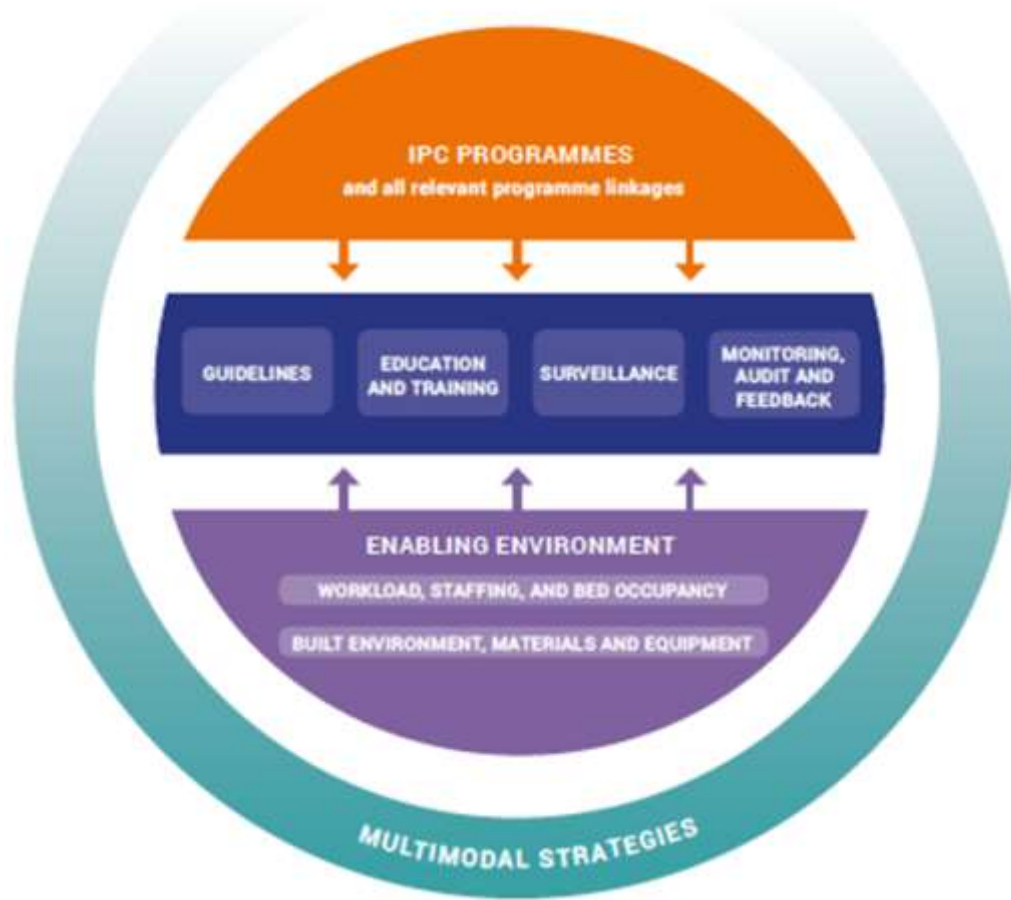 IPC PROGRAMMES
and all relevant programme linkages
GUIDELINES
EDUCATION
AND TRAINING
SURVEILLANCE
MONITORING,
AUDIT AND
FEEDBACK
ENABLING ENVIRONMENT
WORKLOAD, STAFFING, AND BED OCCUPANCY
BUILT ENVIRONMENT, MATERIALS AND EQUIPMENT
MULTIMODAL STRATEGIES